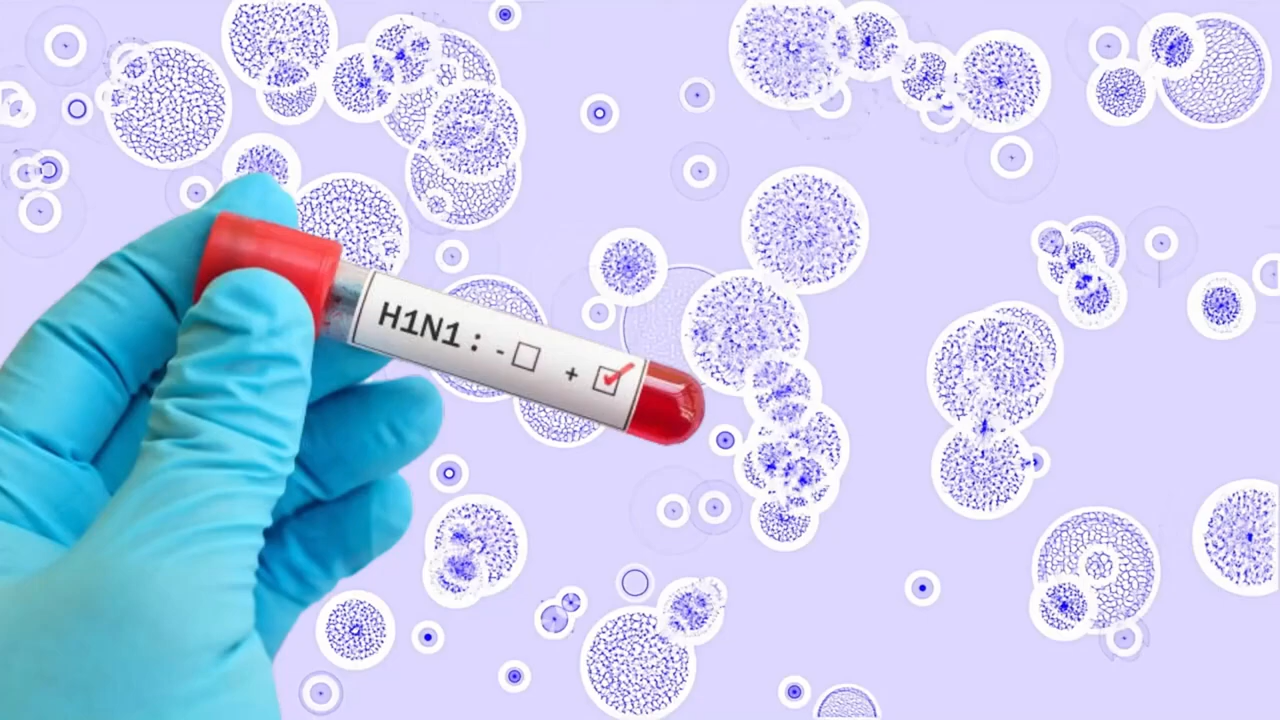 H1N1 : - ☐ + ☑